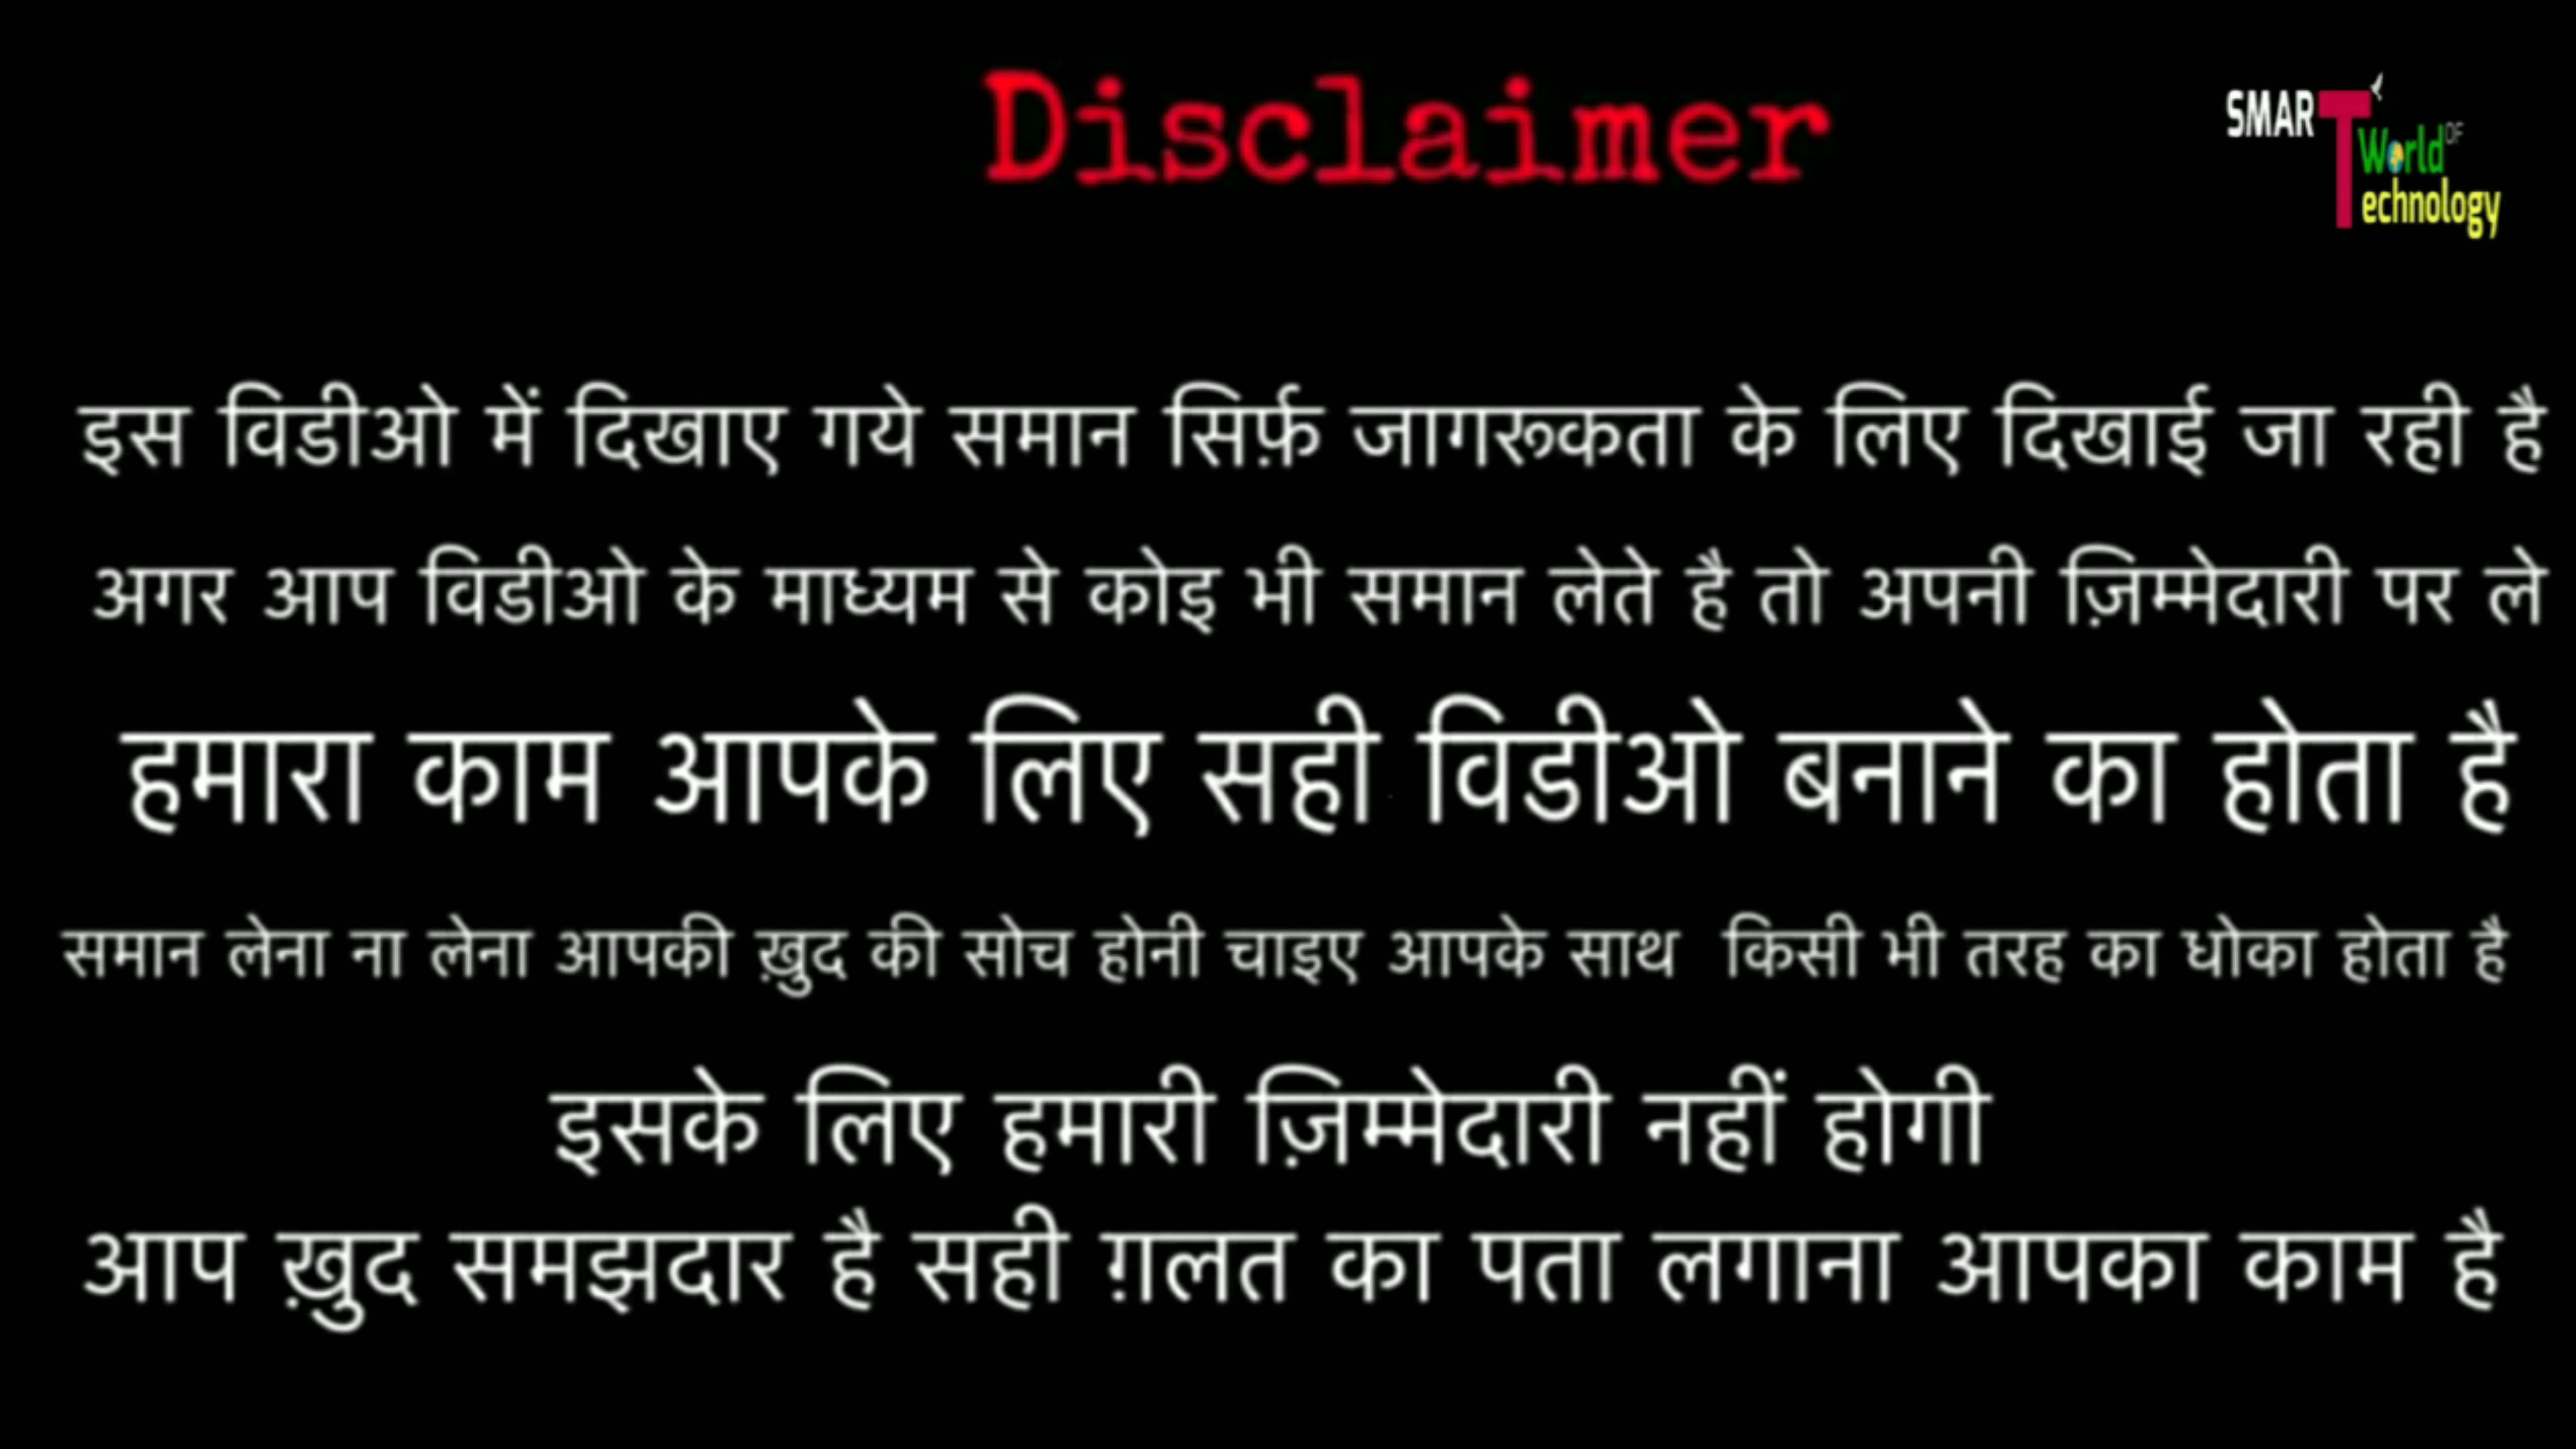 Disclaimer
SMART
World OF
Technology
इस विडीओ में दिखाए गये समान सिर्फ़ जागरूकता के लिए दिखाई जा रही है
अगर आप विडीओ के माध्यम से कोइ भी समान लेते है तो अपनी ज़िम्मेदारी पर ले
हमारा काम आपके लिए सही विडीओ बनाने का होता है
समान लेना ना लेना आपकी ख़ुद की सोच होनी चाइए आपके साथ किसी भी तरह का धोका होता है
इसके लिए हमारी ज़िम्मेदारी नहीं होगी
आप ख़ुद समझदार है सही ग़लत का पता लगाना आपका काम है